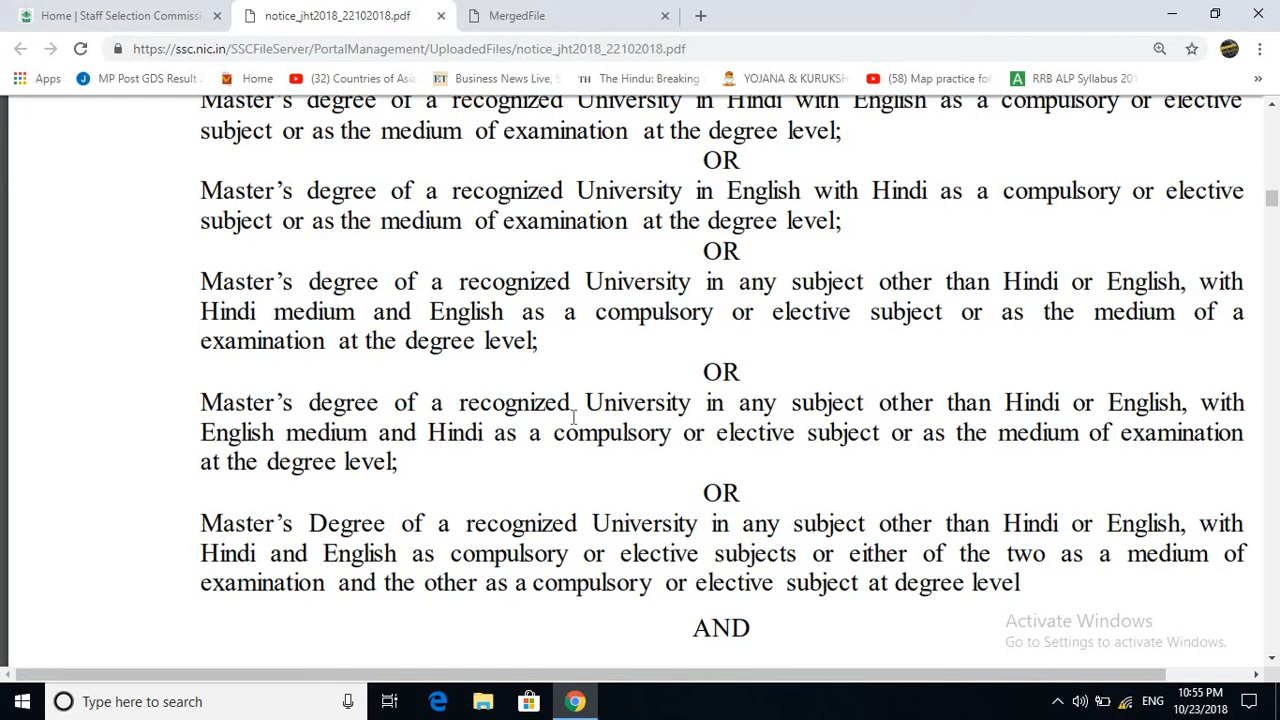 Home | Staff Selection Commissi
notice_jht2018_22102018.pdf
MergedFile
https://ssc.nic.in/SSCFileServer/PortalManagement/UploadedFiles/notice_jht2018_22102018.pdf
Apps
MP Post GDS Result
Home
(32) Countries of Asia
ET Business News Live, S
TH The Hindu: Breaking
YOJANA & KURUKSH
(58) Map practice for
A RRB ALP Syllabus 201
Master’s degree of a recognized University in Hindi with English as a compulsory or elective
subject or as the medium of examination at the degree level;
OR
Master’s degree of a recognized University in English with Hindi as a compulsory or elective
subject or as the medium of examination at the degree level;
OR
Master’s degree of a recognized University in any subject other than Hindi or English, with
Hindi medium and English as a compulsory or elective subject or as the medium of a
examination at the degree level;
OR
Master’s degree of a recognized University in any subject other than Hindi or English, with
English medium and Hindi as a compulsory or elective subject or as the medium of examination
at the degree level;
OR
Master’s Degree of a recognized University in any subject other than Hindi or English, with
Hindi and English as compulsory or elective subjects or either of the two as a medium of
examination and the other as a compulsory or elective subject at degree level
AND
Activate Windows
Go to Settings to activate Windows.
Type here to search
ENG
10:55 PM
10/23/2018